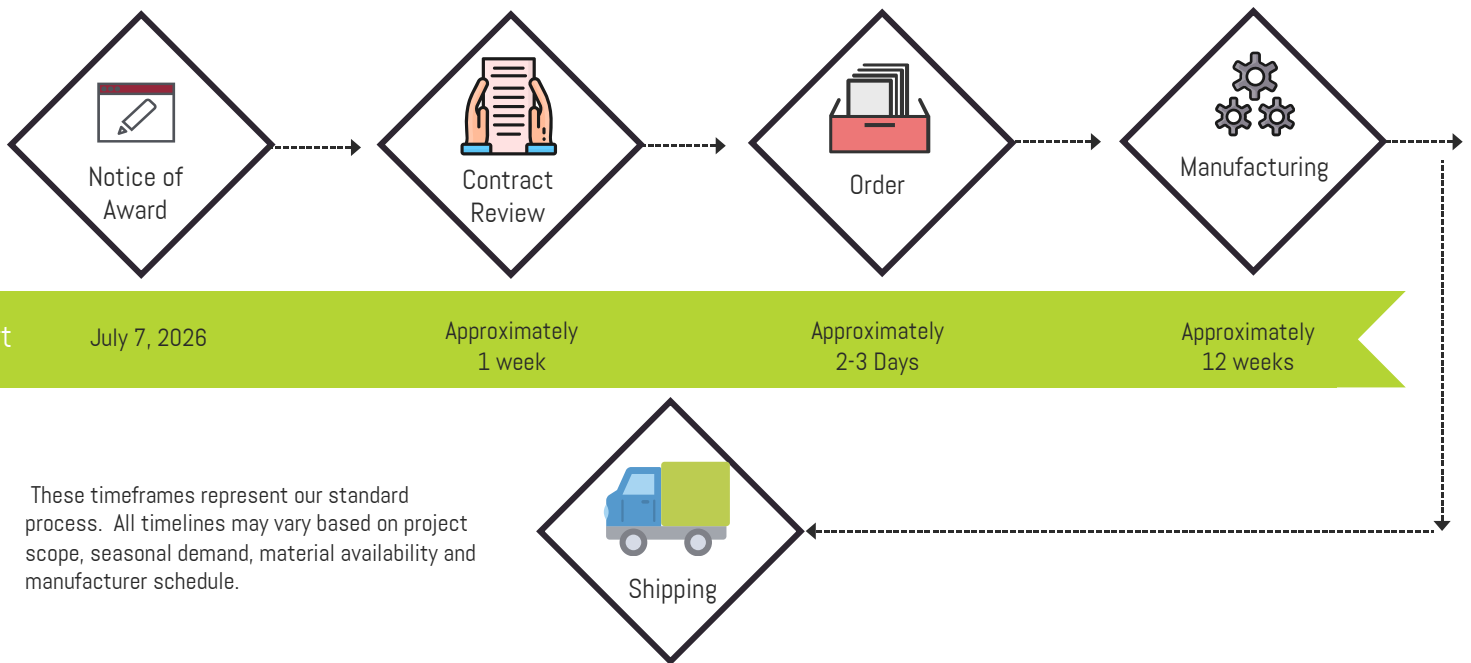 Notice of
Award
Contract
Review
Order
Manufacturing
t
July 7, 2026
Approximately
1 week
Approximately
2-3 Days
Approximately
12 weeks
These timeframes represent our standard
process.  All timelines may vary based on project
scope, seasonal demand, material availability and
manufacturer schedule.
Shipping